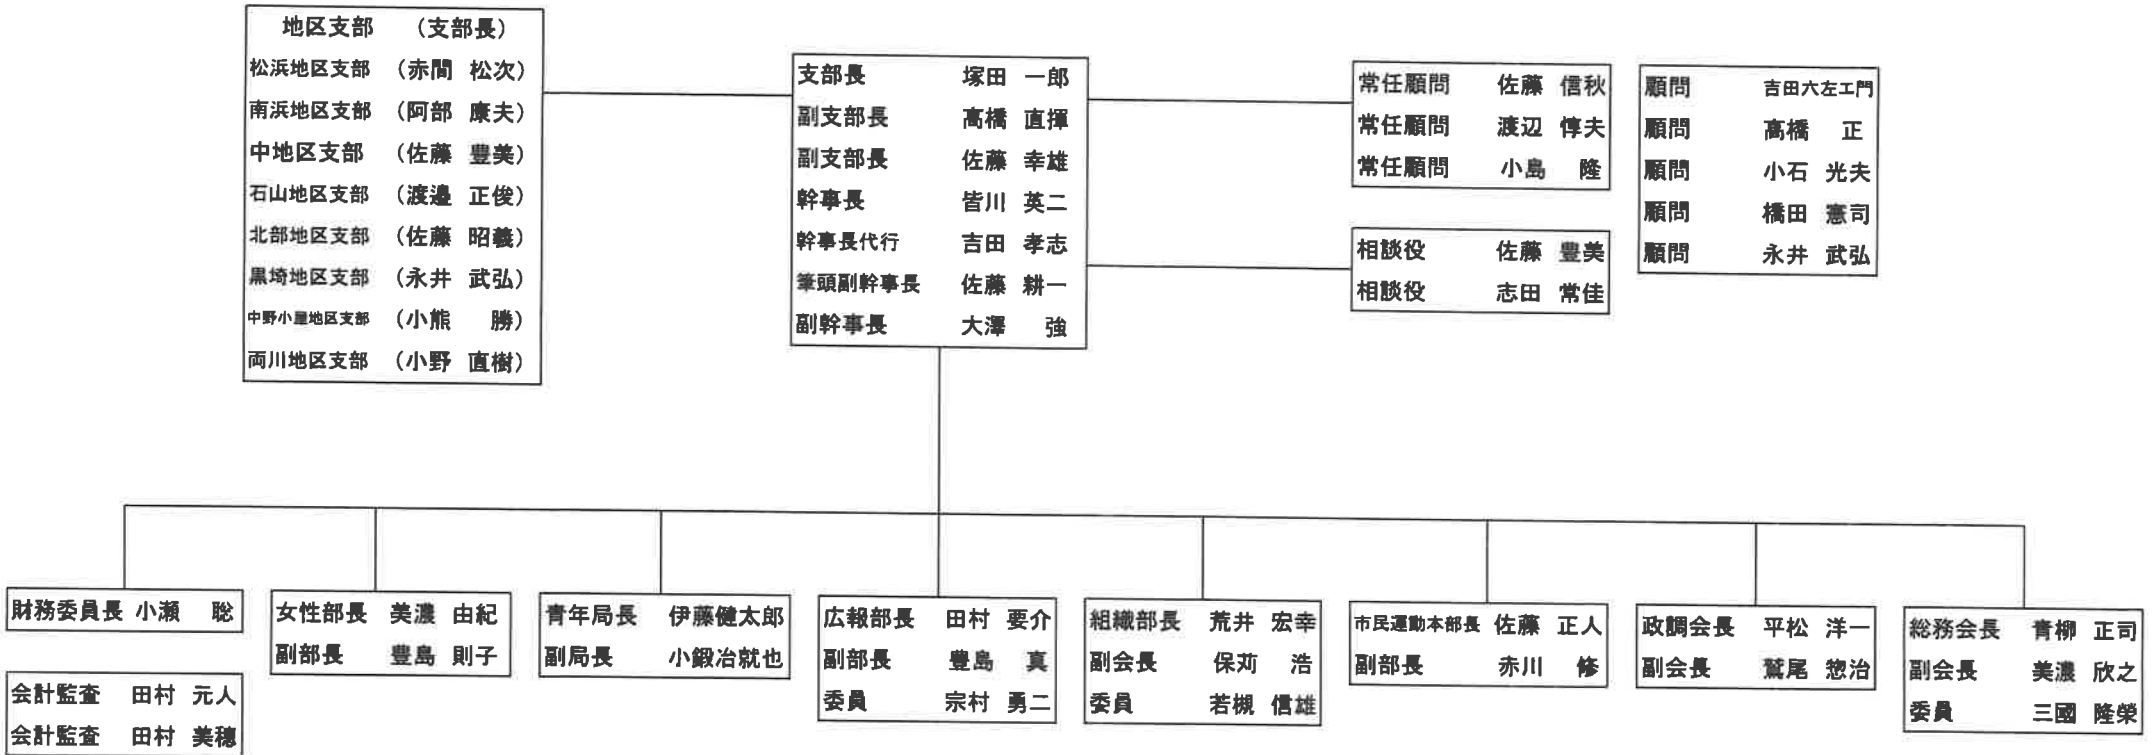 地区支部 （支部長）
松浜地区支部 （赤間 松次）
南浜地区支部 （阿部 康夫）
中地区支部 （佐藤 豊美）
石山地区支部 （渡邉 正俊）
北部地区支部 （佐藤 昭義）
黒埼地区支部 （永井 武弘）
中野小屋地区支部 （小熊 勝）
両川地区支部 （小野 直樹）
支部長 塚田 一郎
副支部長 高橋 直揮
副支部長 佐藤 幸雄
幹事長 皆川 英二
幹事長代行 吉田 孝志
筆頭副幹事長 佐藤 耕一
副幹事長 大澤 強
常任顧問 佐藤 信秋
常任顧問 渡辺 惇夫
常任顧問 小島 隆
相談役 佐藤 豊美
相談役 志田 常佳
顧問 吉田六左エ門
顧問 高橋 正
顧問 小石 光夫
顧問 橋田 憲司
顧問 永井 武弘
財務委員長 小瀬 聡
会計監査 田村 元人
会計監査 田村 美穂
女性部長 美濃 由紀
副部長 豊島 則子
青年局長 伊藤健太郎
副局長 小鍛冶就也
広報部長 田村 要介
副部長 豊島 真
委員 宗村 勇二
組織部長 荒井 宏幸
副会長 保苅 浩
委員 若槻 信雄
市民運動本部長 佐藤 正人
副部長 赤川 修
政調会長 平松 洋一
副会長 鷲尾 惣治
総務会長 青柳 正司
副会長 美濃 欣之
委員 三國 隆榮